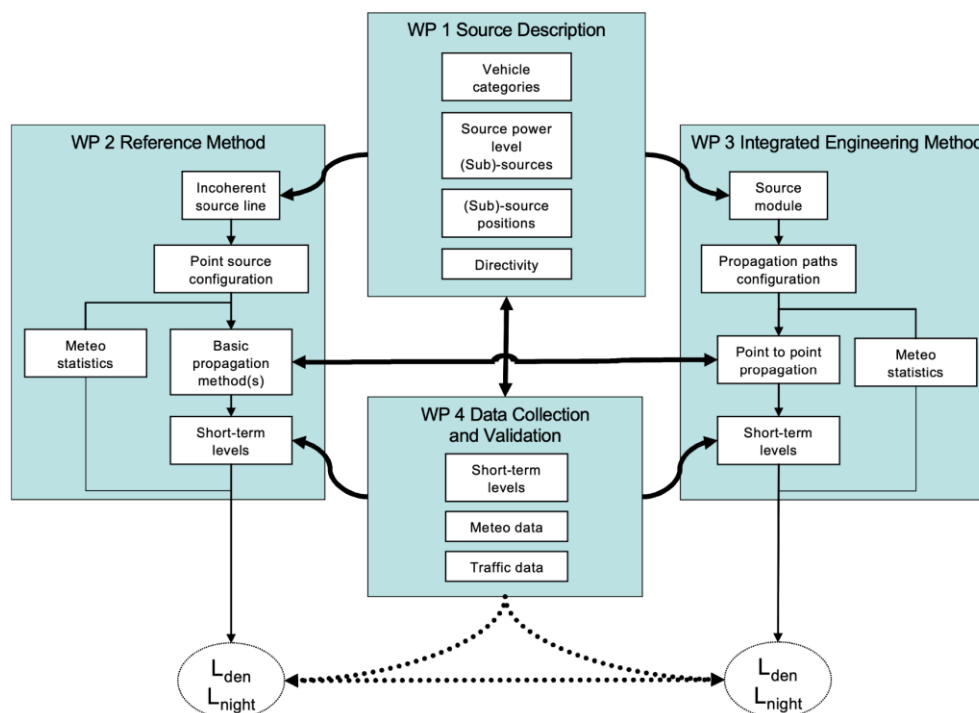 WP 1 Source Description
Vehicle
categories
Source power
level
(Sub)-sources
(Sub)-source
positions
Directivity
WP 2 Reference Method
Incoherent
source line
Point source
configuration
Meteo
statistics
Basic
propagation
method(s)
Short-term
levels
WP 3 Integrated Engineering Method
Source
module
Propagation paths
configuration
Point to point
propagation
Meteo
statistics
Short-term
levels
WP 4 Data Collection
and Validation
Short-term
levels
Meteo data
Traffic data
Lden
Lnight
Lden
Lnight